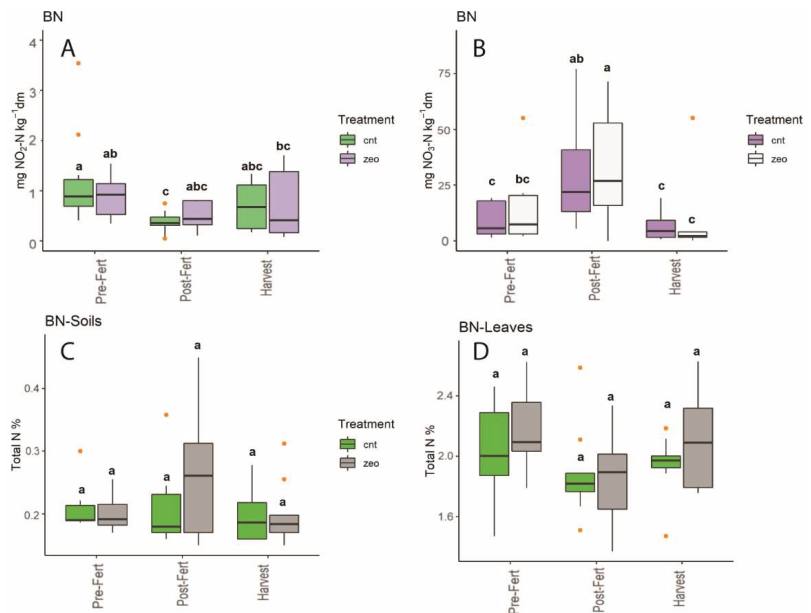 BN
A
mg NO₂-N kg⁻¹dm
4
3
2
1
0
a
ab
c
abc
abc
bc
Pre-Fert
Post-Fert
Harvest
Treatment
cnt
zeo
BN
B
mg NO₃-N kg⁻¹dm
75
50
25
0
c
bc
ab
a
c
c
Pre-Fert
Post-Fert
Harvest
Treatment
cnt
zeo
BN-Soils
C
Total N %
0.4
0.3
0.2
a
a
a
a
a
a
Pre-Fert
Post-Fert
Harvest
Treatment
cnt
zeo
BN-Leaves
D
Total N %
2.4
2.0
1.6
a
a
a
a
a
a
Pre-Fert
Post-Fert
Harvest